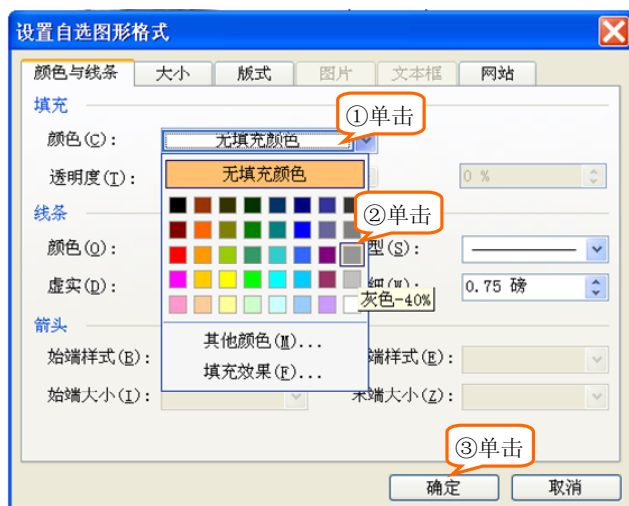 设置自选图形格式
颜色与线条 大小 版式 图片 文本框 网站
填充
①单击
颜色(C): 无填充颜色
透明度(T): 无填充颜色 0 %
②单击
线条
颜色(O): 型(S):
虚实(D): 0.75 磅
灰色-40%
箭头
其他颜色(M)...
始端样式(B): 端样式(E):
填充效果(F)...
始端大小(I): 末端大小(Z):
③单击
确定 取消